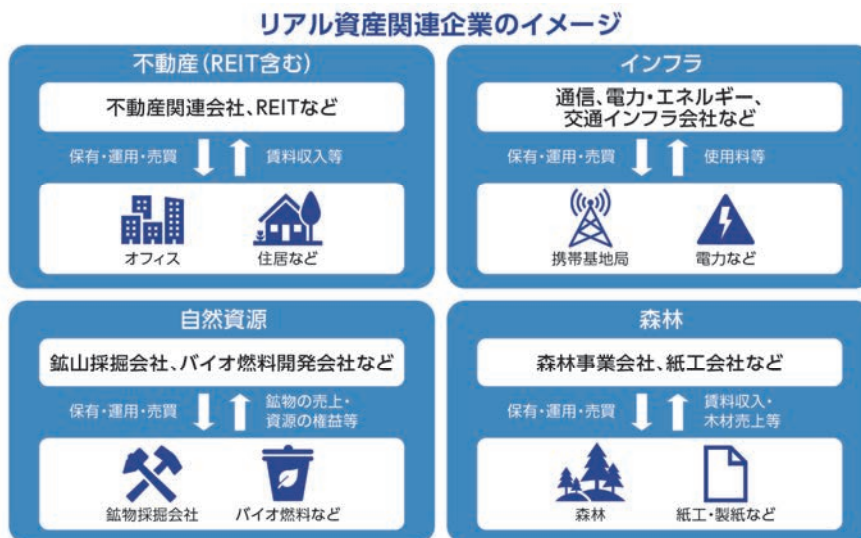 リアル資産関連企業のイメージ
不動産(REIT含む)
不動産関連会社、REITなど
保有・運用・売買
賃料収入等
オフィス
住居など
インフラ
通信、電力・エネルギー、
交通インフラ会社など
保有・運用・売買
使用料等
携帯基地局
電力など
自然資源
鉱山採掘会社、バイオ燃料開発会社など
保有・運用・売買
鉱物の売上・
資源の権益等
鉱物採掘会社
バイオ燃料など
森林
森林事業会社、紙工会社など
保有・運用・売買
賃料収入・
木材売上等
森林
紙工・製紙など